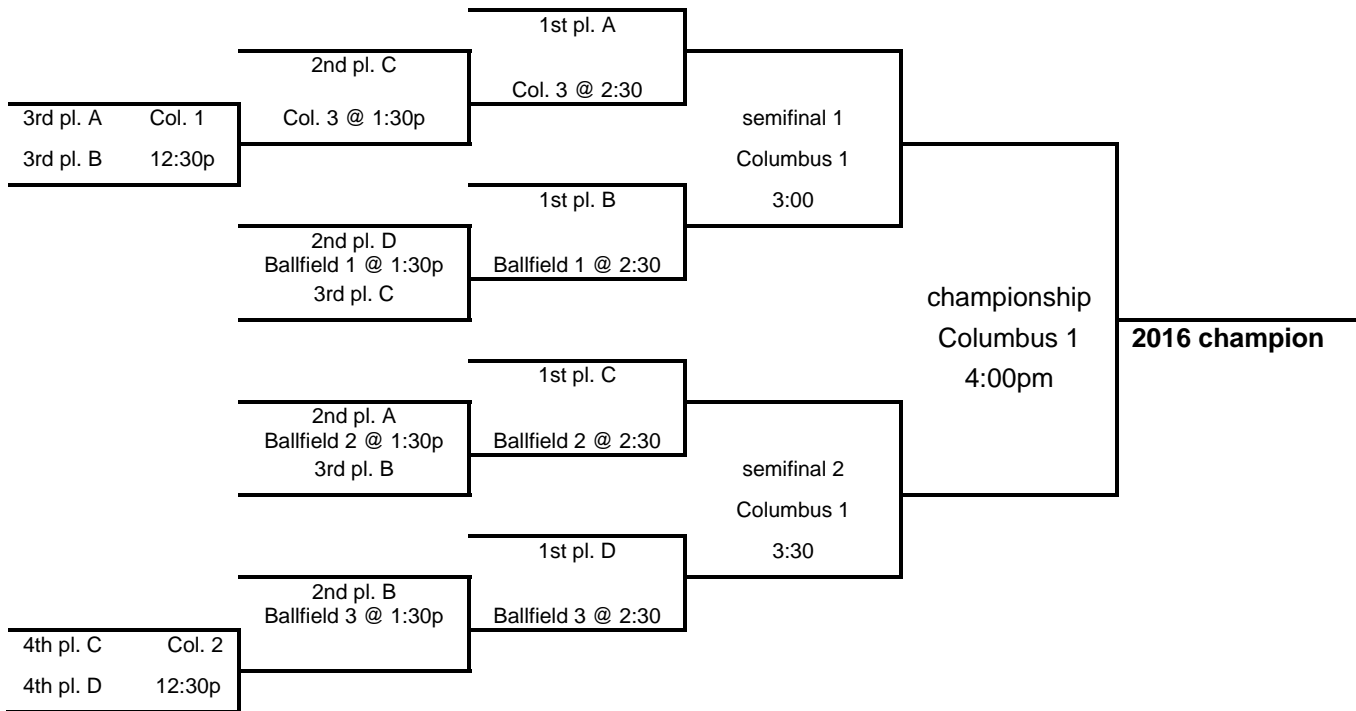 1st pl. A
2nd pl. C
Col. 3 @ 2:30
3rd pl. A Col. 1
Col. 3 @ 1:30p
semifinal 1
3rd pl. B 12:30p
Columbus 1
1st pl. B
3:00
2nd pl. D
Ballfield 1 @ 1:30p
Ballfield 1 @ 2:30
3rd pl. C
championship
Columbus 1
2016 champion
4:00pm
1st pl. C
2nd pl. A
Ballfield 2 @ 1:30p
Ballfield 2 @ 2:30
3rd pl. B
semifinal 2
Columbus 1
1st pl. D
3:30
2nd pl. B
Ballfield 3 @ 1:30p
Ballfield 3 @ 2:30
4th pl. C Col. 2
4th pl. D 12:30p